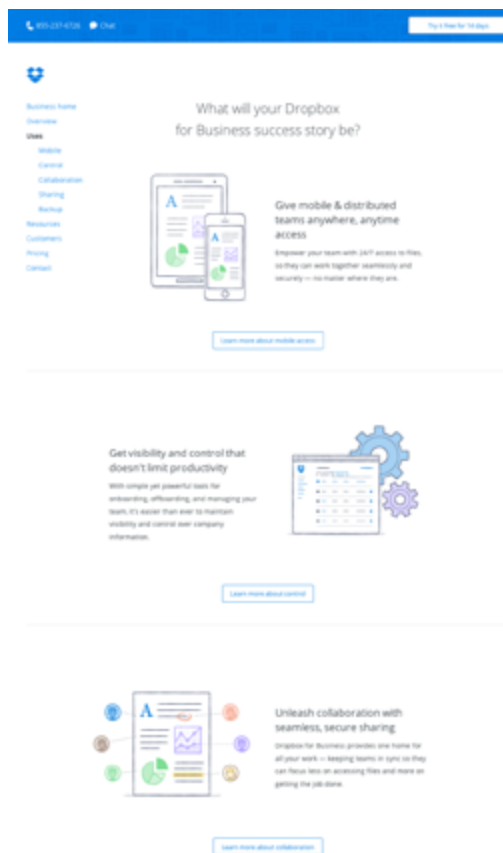 855-237-6726 Chat
Try it free for 14 days
Business home
Overview
Uses
Mobile
Control
Collaboration
Sharing
Backup
Resources
Customers
Pricing
Contact
What will your Dropbox
for Business success story be?
A
A
Give mobile & distributed
teams anywhere, anytime
access
Empower your team with 24/7 access to files,
so they can work together seamlessly and
securely — no matter where they are.
Learn more about mobile access
Get visibility and control that
doesn't limit productivity
With simple yet powerful tools for
onboarding, offboarding, and managing your
team, it's easier than ever to maintain
visibility and control over company
information.
Learn more about control
A
Unleash collaboration with
seamless, secure sharing
Dropbox for Business provides one home for
all your work — keeping teams in sync so they
can focus less on accessing files and more on
getting the job done.
Learn more about collaboration